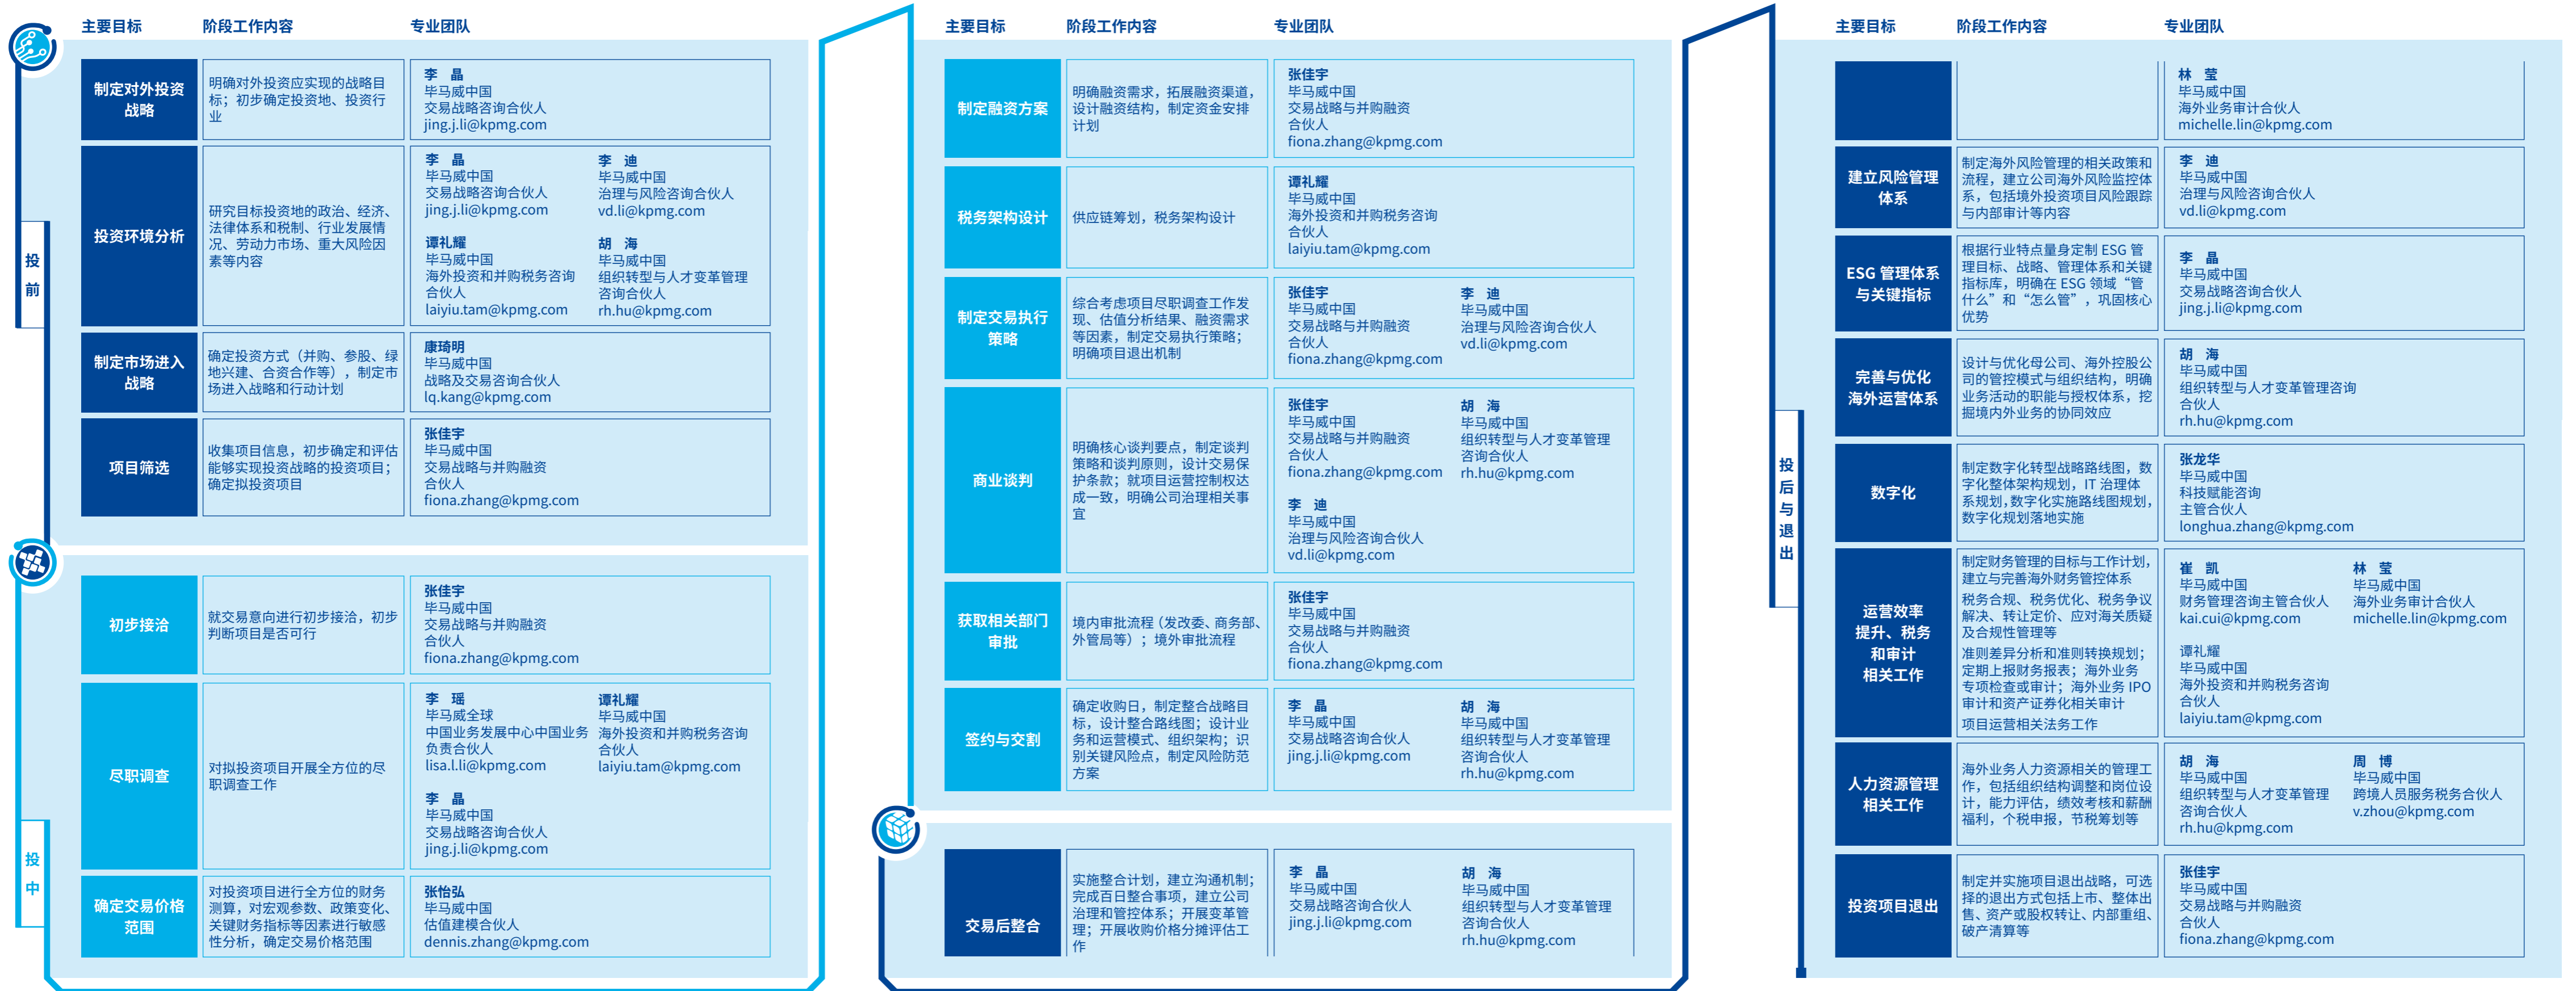 主要目标 阶段工作内容 专业团队
投前
制定对外投资
战略
明确对外投资应实现的战略目
标；初步确定投资地、投资行
业
李 晶
毕马威中国
交易战略咨询合伙人
jing.j.li@kpmg.com
投资环境分析
研究目标投资地的政治、经济、
法律体系和税制、行业发展情
况、劳动力市场、重大风险因
素等内容
李 晶
毕马威中国
交易战略咨询合伙人
jing.j.li@kpmg.com
李 迪
毕马威中国
治理与风险咨询合伙人
vd.li@kpmg.com
谭礼耀
毕马威中国
海外投资和并购税务咨询
合伙人
laiyiu.tam@kpmg.com
胡 海
毕马威中国
组织转型与人才变革管理
咨询合伙人
rh.hu@kpmg.com
制定市场进入
战略
确定投资方式（并购、参股、绿
地兴建、合资合作等），制定市
场进入战略和行动计划
康琦明
毕马威中国
战略及交易咨询合伙人
lq.kang@kpmg.com
项目筛选
收集项目信息，初步确定和评估
能够实现投资战略的投资项目；
确定拟投资项目
张佳宇
毕马威中国
交易战略与并购融资
合伙人
fiona.zhang@kpmg.com
投中
初步接洽
就交易意向进行初步接洽，初步
判断项目是否可行
张佳宇
毕马威中国
交易战略与并购融资
合伙人
fiona.zhang@kpmg.com
尽职调查
对拟投资项目开展全方位的尽
职调查工作
李 瑶
毕马威全球
中国业务发展中心中国业务
负责合伙人
lisa.l.li@kpmg.com
谭礼耀
毕马威中国
海外投资和并购税务咨询
合伙人
laiyiu.tam@kpmg.com
李 晶
毕马威中国
交易战略咨询合伙人
jing.j.li@kpmg.com
确定交易价格
范围
对投资项目进行全方位的财务
测算，对宏观参数、政策变化、
关键财务指标等因素进行敏感
性分析，确定交易价格范围
张怡弘
毕马威中国
估值建模合伙人
dennis.zhang@kpmg.com
主要目标 阶段工作内容 专业团队
制定融资方案
明确融资需求，拓展融资渠道，
设计融资结构，制定资金安排
计划
张佳宇
毕马威中国
交易战略与并购融资
合伙人
fiona.zhang@kpmg.com
税务架构设计
供应链筹划，税务架构设计
谭礼耀
毕马威中国
海外投资和并购税务咨询
合伙人
laiyiu.tam@kpmg.com
制定交易执行
策略
综合考虑项目尽职调查工作发
现、估值分析结果、融资需求
等因素，制定交易执行策略；
明确项目退出机制
张佳宇
毕马威中国
交易战略与并购融资
合伙人
fiona.zhang@kpmg.com
李 迪
毕马威中国
治理与风险咨询合伙人
vd.li@kpmg.com
商业谈判
明确核心谈判要点，制定谈判
策略和谈判原则，设计交易保
护条款；就项目运营控制权达
成一致，明确公司治理相关事
宜
张佳宇
毕马威中国
交易战略与并购融资
合伙人
fiona.zhang@kpmg.com
胡 海
毕马威中国
组织转型与人才变革管理
咨询合伙人
rh.hu@kpmg.com
李 迪
毕马威中国
治理与风险咨询合伙人
vd.li@kpmg.com
获取相关部门
审批
境内审批流程（发改委、商务部、
外管局等）；境外审批流程
张佳宇
毕马威中国
交易战略与并购融资
合伙人
fiona.zhang@kpmg.com
签约与交割
确定收购日，制定整合战略目
标，设计整合路线图；设计业
务和运营模式、组织架构；识
别关键风险点，制定风险防范
方案
李 晶
毕马威中国
交易战略咨询合伙人
jing.j.li@kpmg.com
胡 海
毕马威中国
组织转型与人才变革管理
咨询合伙人
rh.hu@kpmg.com
交易后整合
实施整合计划，建立沟通机制；
完成百日整合事项，建立公司
治理和管控体系；开展变革管
理；开展收购价格分摊评估工
作
李 晶
毕马威中国
交易战略咨询合伙人
jing.j.li@kpmg.com
胡 海
毕马威中国
组织转型与人才变革管理
咨询合伙人
rh.hu@kpmg.com
主要目标 阶段工作内容 专业团队
投后与退出
林 莹
毕马威中国
海外业务审计合伙人
michelle.lin@kpmg.com
建立风险管理
体系
制定海外风险管理的相关政策和
流程，建立公司海外风险监控体
系，包括境外投资项目风险跟踪
与内部审计等内容
李 迪
毕马威中国
治理与风险咨询合伙人
vd.li@kpmg.com
ESG 管理体系
与关键指标
根据行业特点量身定制 ESG 管
理目标、战略、管理体系和关键
指标库，明确在 ESG 领域“管
什么”和“怎么管”，巩固核心
优势
李 晶
毕马威中国
交易战略咨询合伙人
jing.j.li@kpmg.com
完善与优化
海外运营体系
设计与优化母公司、海外控股公
司的管控模式与组织结构，明确
业务活动的职能与授权体系，挖
掘境内外业务的协同效应
胡 海
毕马威中国
组织转型与人才变革管理咨询
合伙人
rh.hu@kpmg.com
数字化
制定数字化转型战略路线图，数
字化整体架构规划，IT 治理体
系规划，数字化实施路线图规划，
数字化规划落地实施
张龙华
毕马威中国
科技赋能咨询
主管合伙人
longhua.zhang@kpmg.com
运营效率
提升、税务
和审计
相关工作
制定财务管理的目标与工作计划，
建立与完善海外财务管控体系
税务合规、税务优化、税务争议
解决、转让定价、应对海关质疑
及合规性管理等
准则差异分析和准则转换规划；
定期上报财务报表；海外业务
专项检查或审计；海外业务 IPO
审计和资产证券化相关审计
项目运营相关法务工作
崔 凯
毕马威中国
财务管理咨询主管合伙人
kai.cui@kpmg.com
林 莹
毕马威中国
海外业务审计合伙人
michelle.lin@kpmg.com
谭礼耀
毕马威中国
海外投资和并购税务咨询
合伙人
laiyiu.tam@kpmg.com
人力资源管理
相关工作
海外业务人力资源相关的管理工
作，包括组织结构调整和岗位设
计，能力评估，绩效考核和薪酬
福利，个税申报，节税筹划等
胡 海
毕马威中国
组织转型与人才变革管理
咨询合伙人
rh.hu@kpmg.com
周 博
毕马威中国
跨境人员服务税务合伙人
v.zhou@kpmg.com
投资项目退出
制定并实施项目退出战略，可选
择的退出方式包括上市、整体出
售、资产或股权转让、内部重组、
破产清算等
张佳宇
毕马威中国
交易战略与并购融资
合伙人
fiona.zhang@kpmg.com